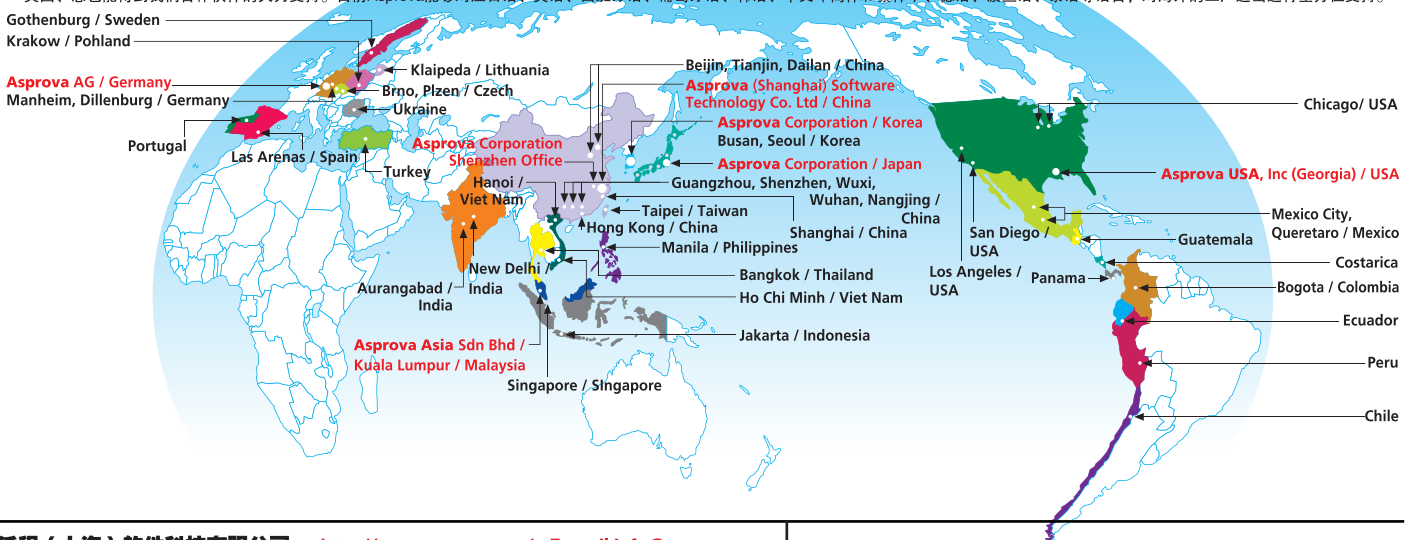 Gothenburg / Sweden
Krakow / Pohland
Asprova AG / Germany
Manheim, Dillenburg / Germany
Klaipeda / Lithuania
Brno, Plzen / Czech
Ukraine
Portugal
Las Arenas / Spain
Turkey
Beijin, Tianjin, Dailan / China
Asprova (Shanghai) Software
Technology Co. Ltd / China
Asprova Corporation / Korea
Busan, Seoul / Korea
Asprova Corporation
Shenzhen Office
Asprova Corporation / Japan
Hanoi /
Viet Nam
Guangzhou, Shenzhen, Wuxi,
Wuhan, Nangjing /
China
Taipei / Taiwan
Hong Kong / China
Shanghai / China
Manila / Philippines
New Delhi /
India
Aurangabad /
India
Bangkok / Thailand
Ho Chi Minh / Viet Nam
Jakarta / Indonesia
Asprova Asia Sdn Bhd /
Kuala Lumpur / Malaysia
Singapore / SIngapore
Chicago/ USA
Asprova USA, Inc (Georgia) / USA
San Diego /
USA
Los Angeles /
USA
Mexico City,
Queretaro / Mexico
Guatemala
Costarica
Panama
Bogota / Colombia
Ecuador
Peru
Chile